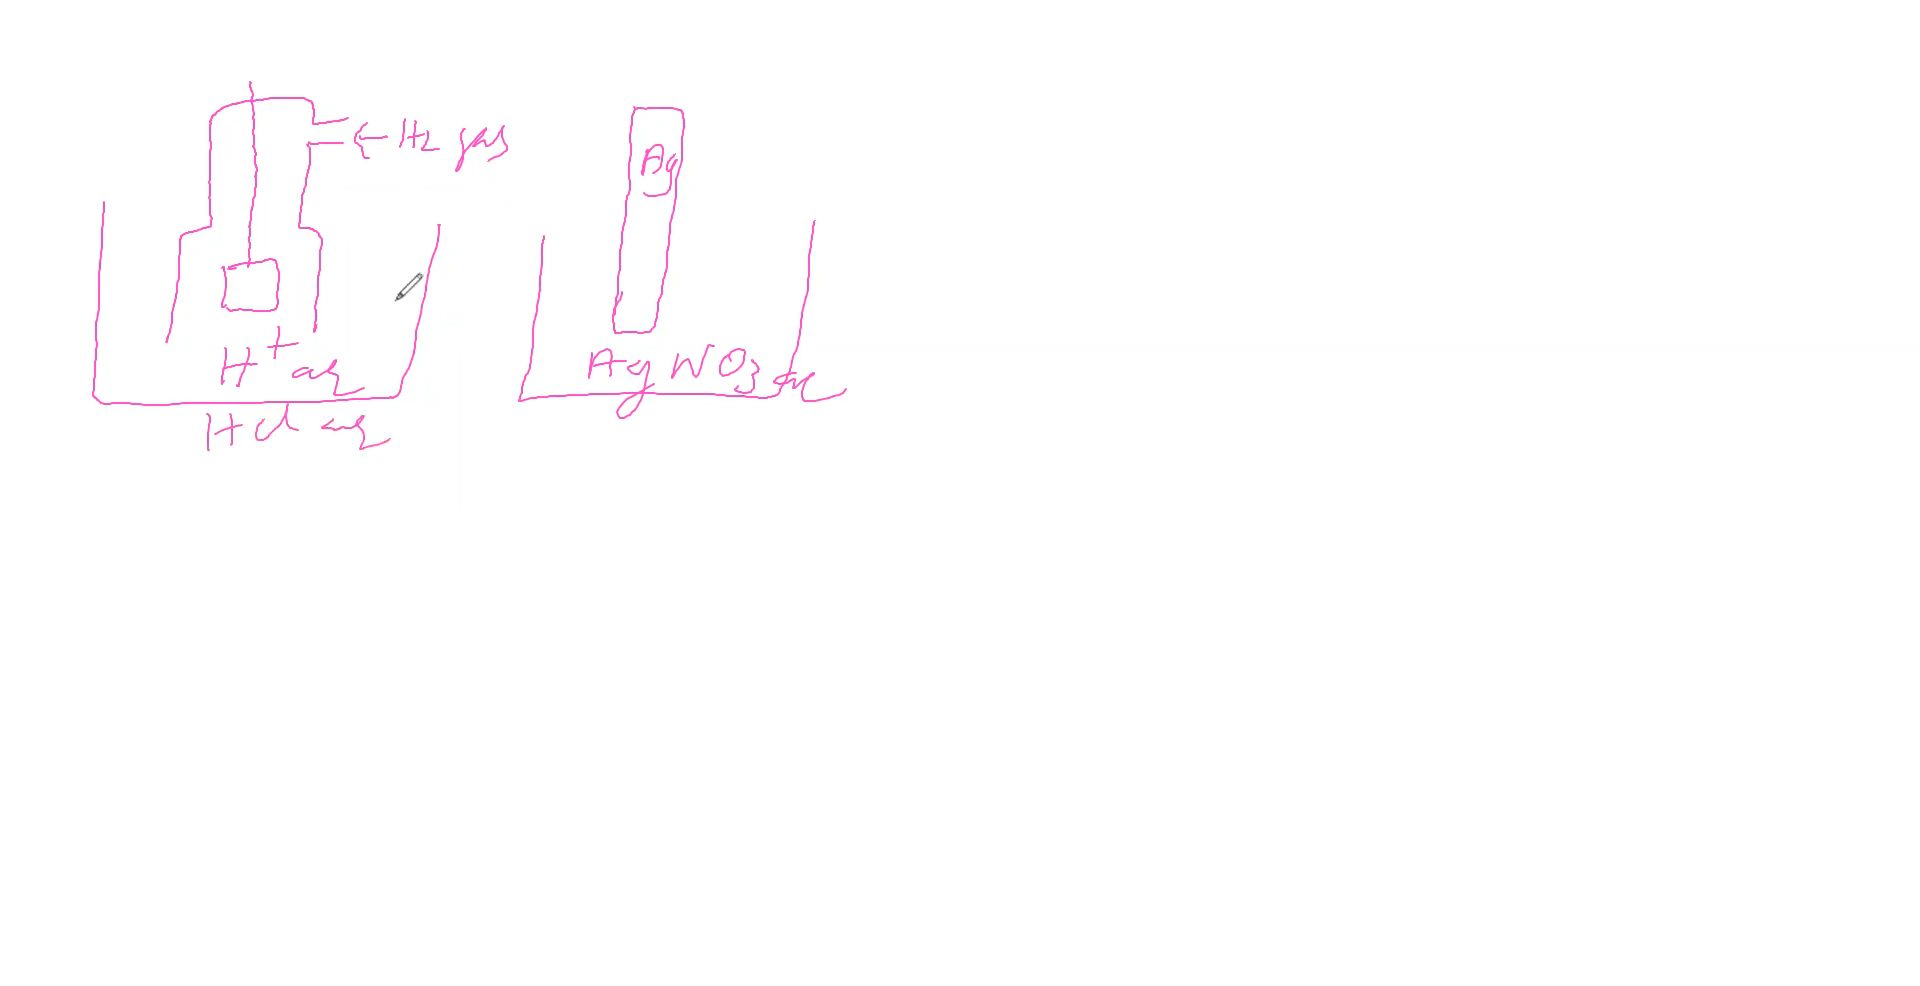 ← H2 gas
Ag
H+ aq
AgNO3 aq
HCl aq